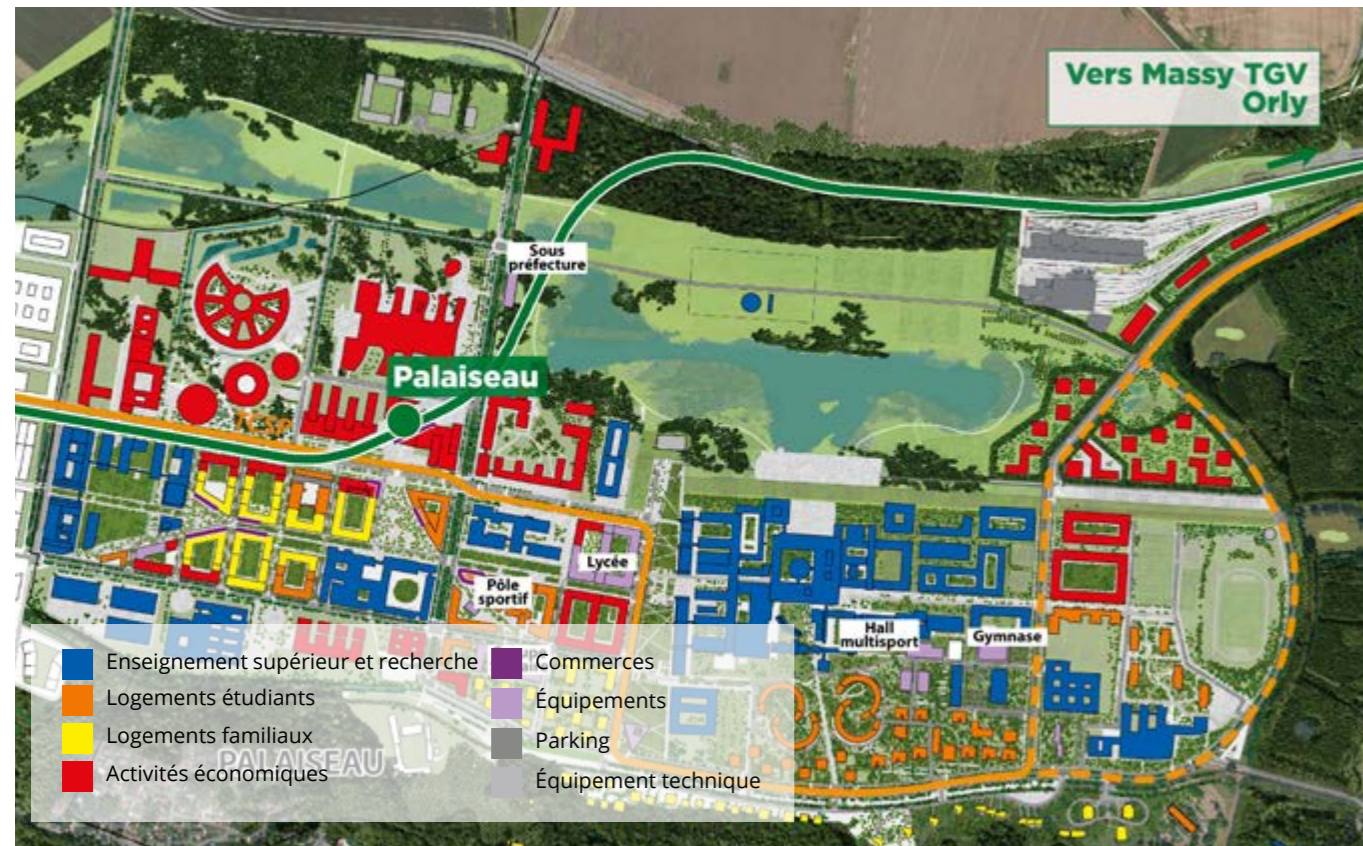 Vers Massy TGV
Orly
Sous
préfecture
Palaiseau
TCSP
Lycée
Pôle
sportif
Hall
multisport
Gymnase
Enseignement supérieur et recherche
Logements étudiants
Logements familiaux
Activités économiques
Commerces
Équipements
Parking
Équipement technique
PALAISEAU